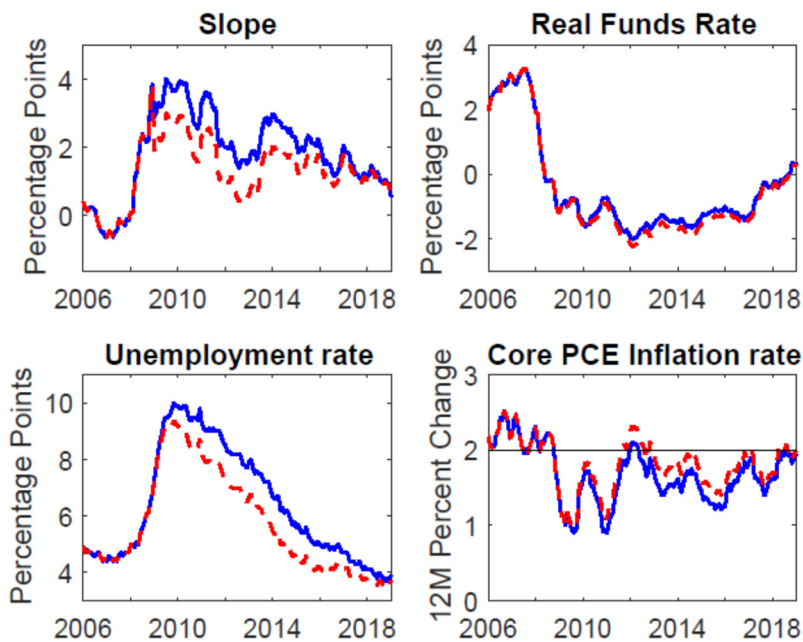 Slope
Percentage Points
4
2
0
2006 2010 2014 2018
Real Funds Rate
Percentage Points
4
2
0
-2
2006 2010 2014 2018
Unemployment rate
Percentage Points
10
8
6
4
2006 2010 2014 2018
Core PCE Inflation rate
12M Percent Change
3
2
1
0
2006 2010 2014 2018